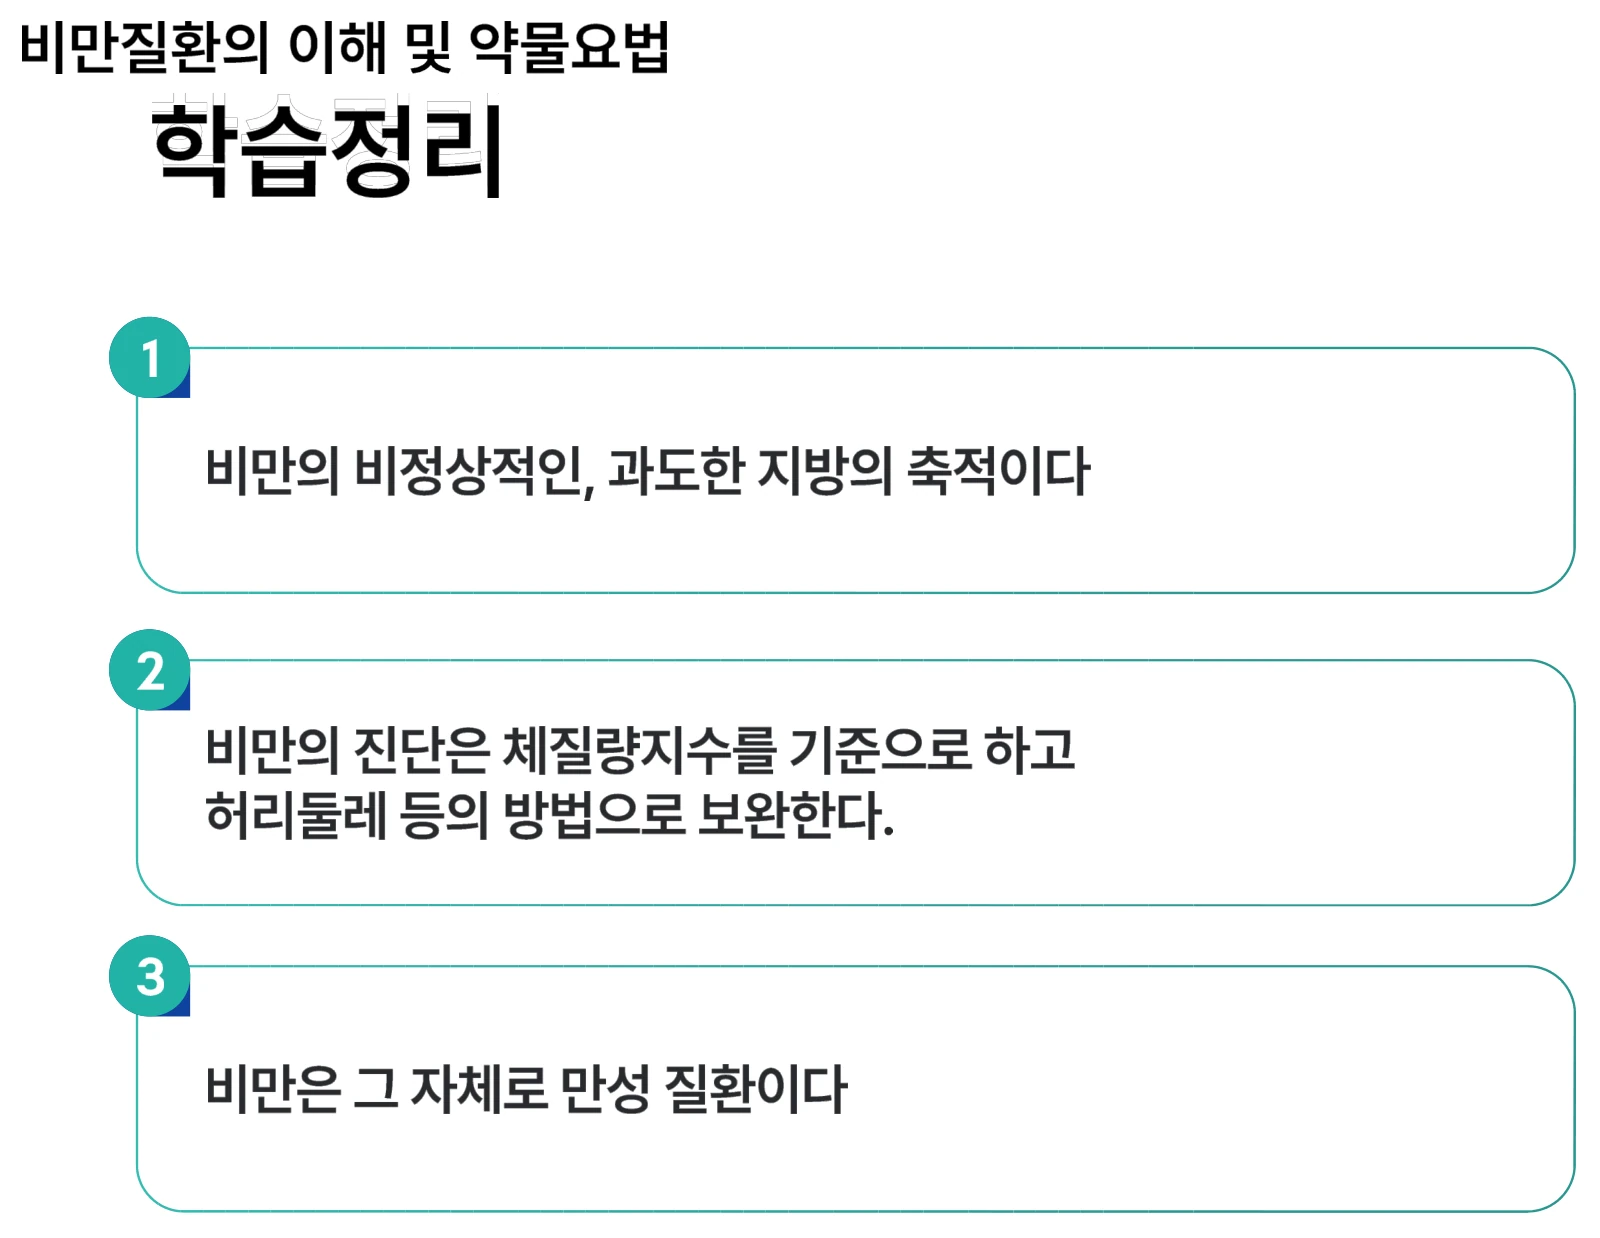 비만질환의 이해 및 약물요법
학습정리
1
비만의 비정상적인, 과도한 지방의 축적이다
2
비만의 진단은 체질량지수를 기준으로 하고
허리둘레 등의 방법으로 보완한다.
3
비만은 그 자체로 만성 질환이다